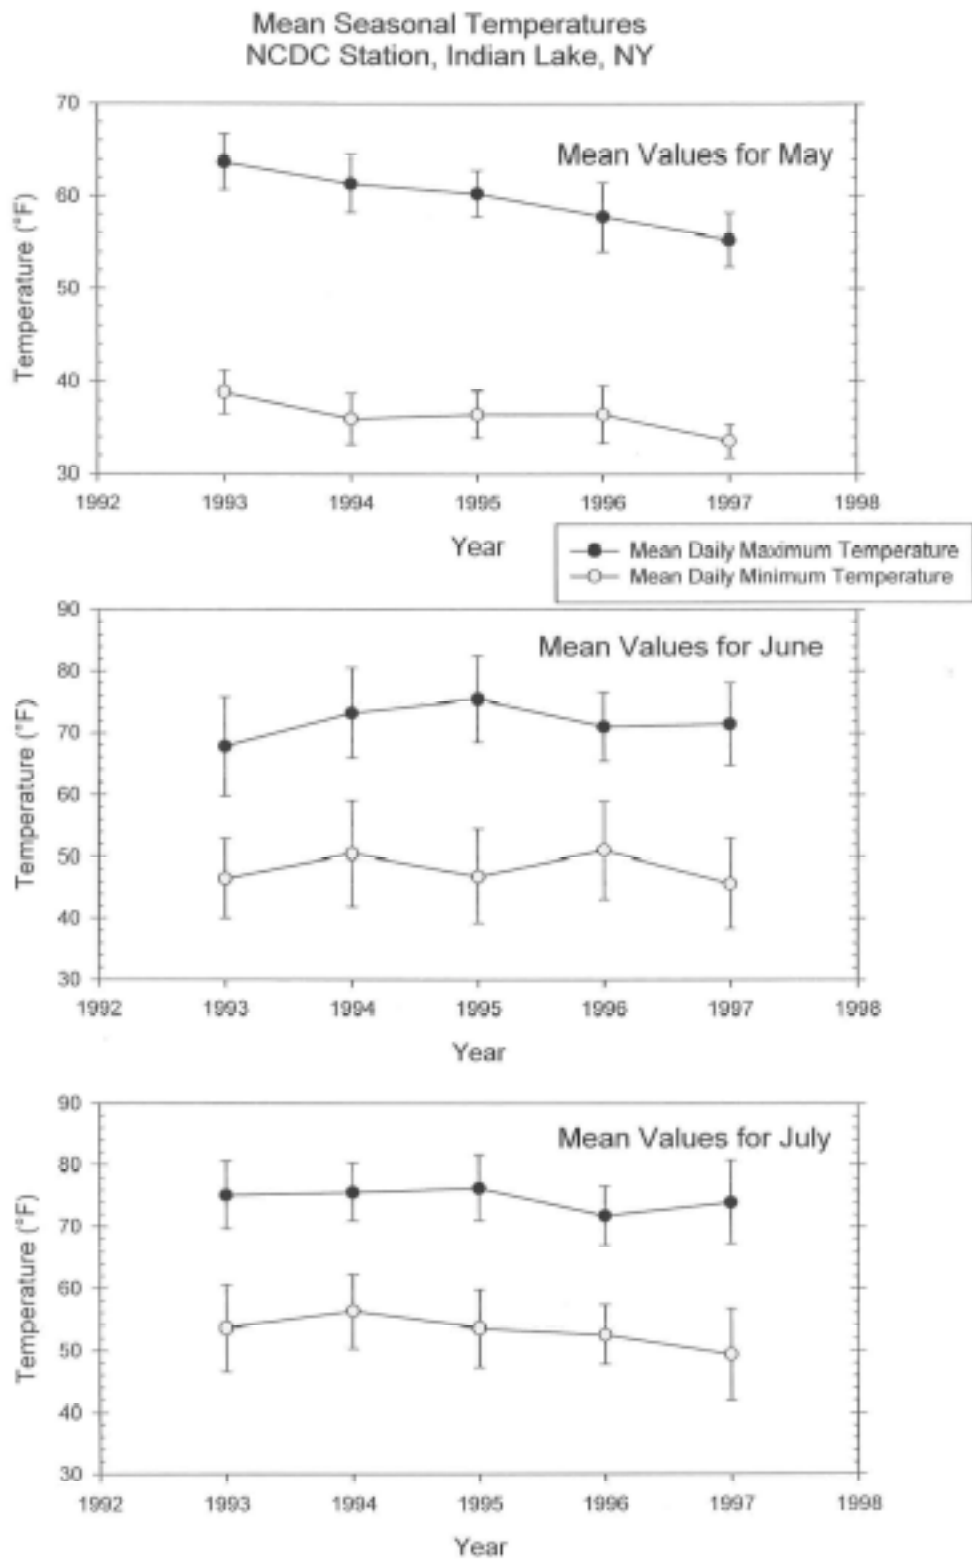 Mean Seasonal Temperatures
NCDC Station, Indian Lake, NY
Mean Values for May
Temperature (°F)
70
60
50
40
30
1992 1993 1994 1995 1996 1997 1998
Year
Mean Daily Maximum Temperature
Mean Daily Minimum Temperature
Mean Values for June
Temperature (°F)
90
80
70
60
50
40
30
1992 1993 1994 1995 1996 1997 1998
Year
Mean Values for July
Temperature (°F)
90
80
70
60
50
40
30
1992 1993 1994 1995 1996 1997 1998
Year